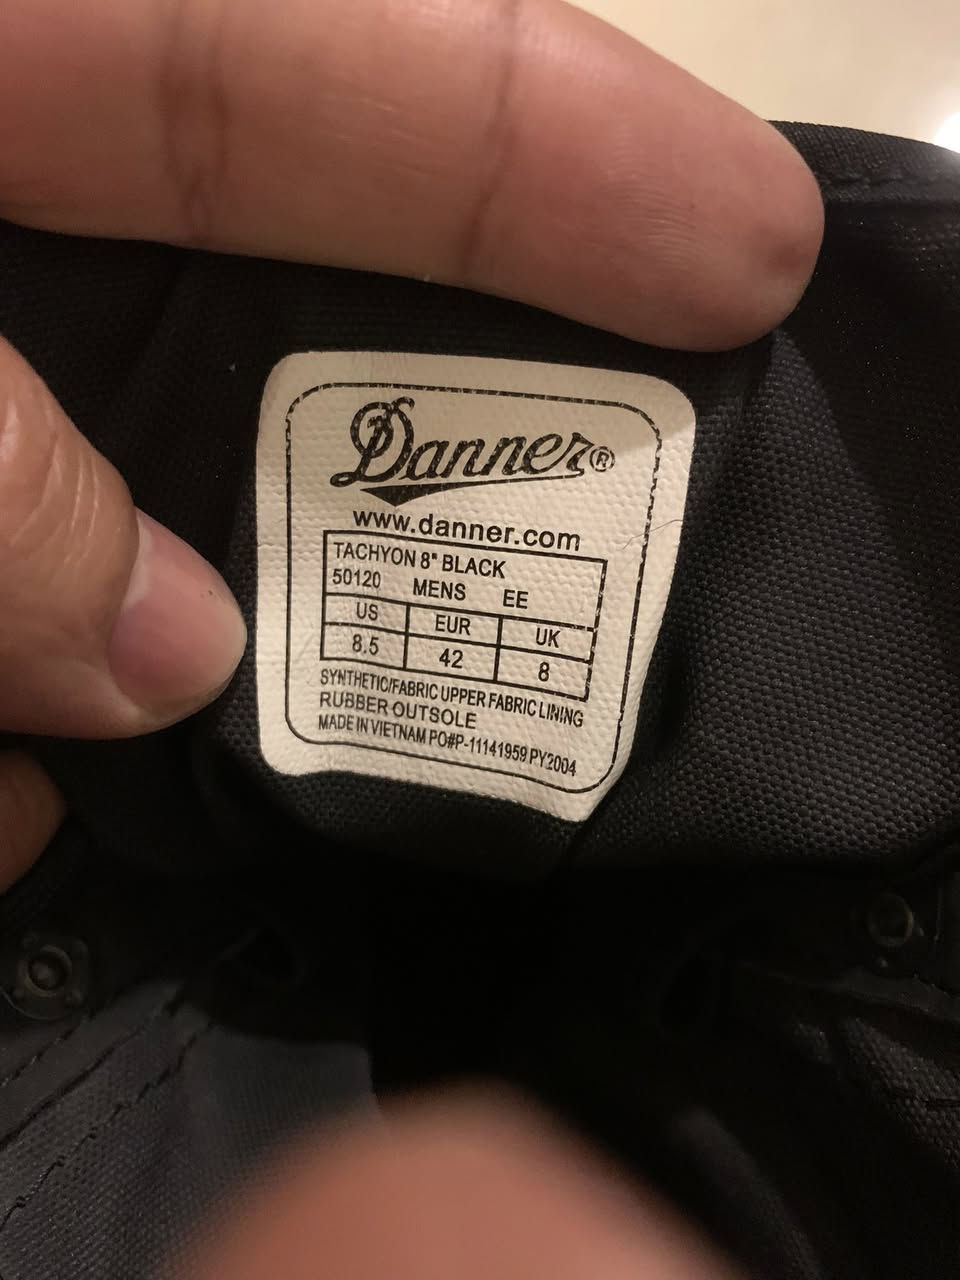 Danner®
www.danner.com
TACHYON 8" BLACK
50120 MENS EE
US EUR UK
8.5 42 8
SYNTHETIC/FABRIC UPPER FABRIC LINING
RUBBER OUTSOLE
MADE IN VIETNAM PO#P-11141959 PY2004